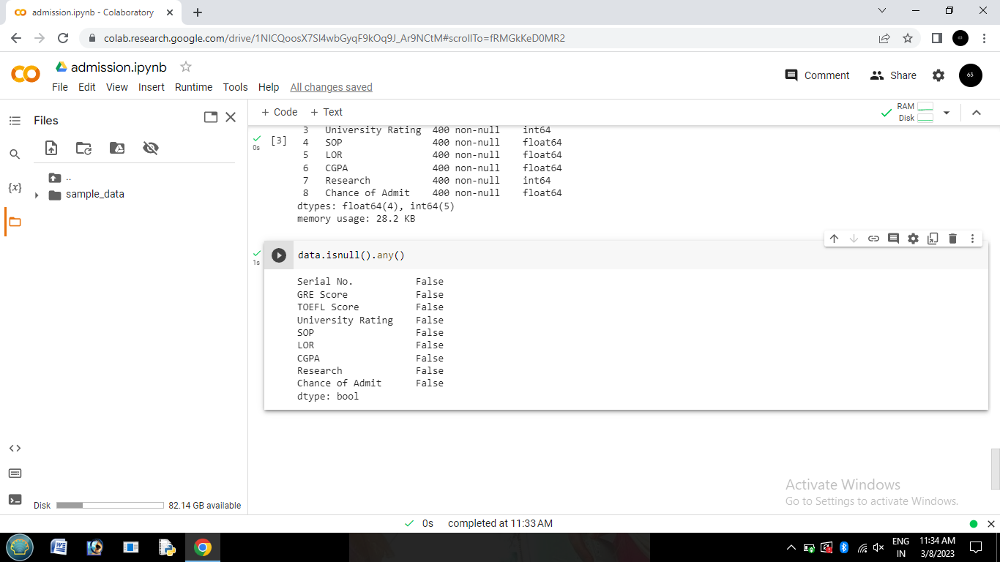 admission.ipynb - Colaboratory
colab.research.google.com/drive/1NlCQoosX7Sl4wbGyqF9kOq9J_Ar9NCtM#scrollTo=fRMGkKeD0MR2
admission.ipynb
File Edit View Insert Runtime Tools Help All changes saved
Comment Share 63
Files
+ Code + Text
RAM
Disk
..
sample_data
{x}
[3]
0s
3 University Rating 400 non-null int64
4 SOP 400 non-null float64
5 LOR 400 non-null float64
6 CGPA 400 non-null float64
7 Research 400 non-null int64
8 Chance of Admit 400 non-null float64
dtypes: float64(4), int64(5)
memory usage: 28.2 KB
1s
data.isnull().any()
Serial No. False
GRE Score False
TOEFL Score False
University Rating False
SOP False
LOR False
CGPA False
Research False
Chance of Admit False
dtype: bool
Disk 82.14 GB available
Activate Windows
Go to Settings to activate Windows.
0s completed at 11:33 AM
ENG
IN
11:34 AM
3/8/2023